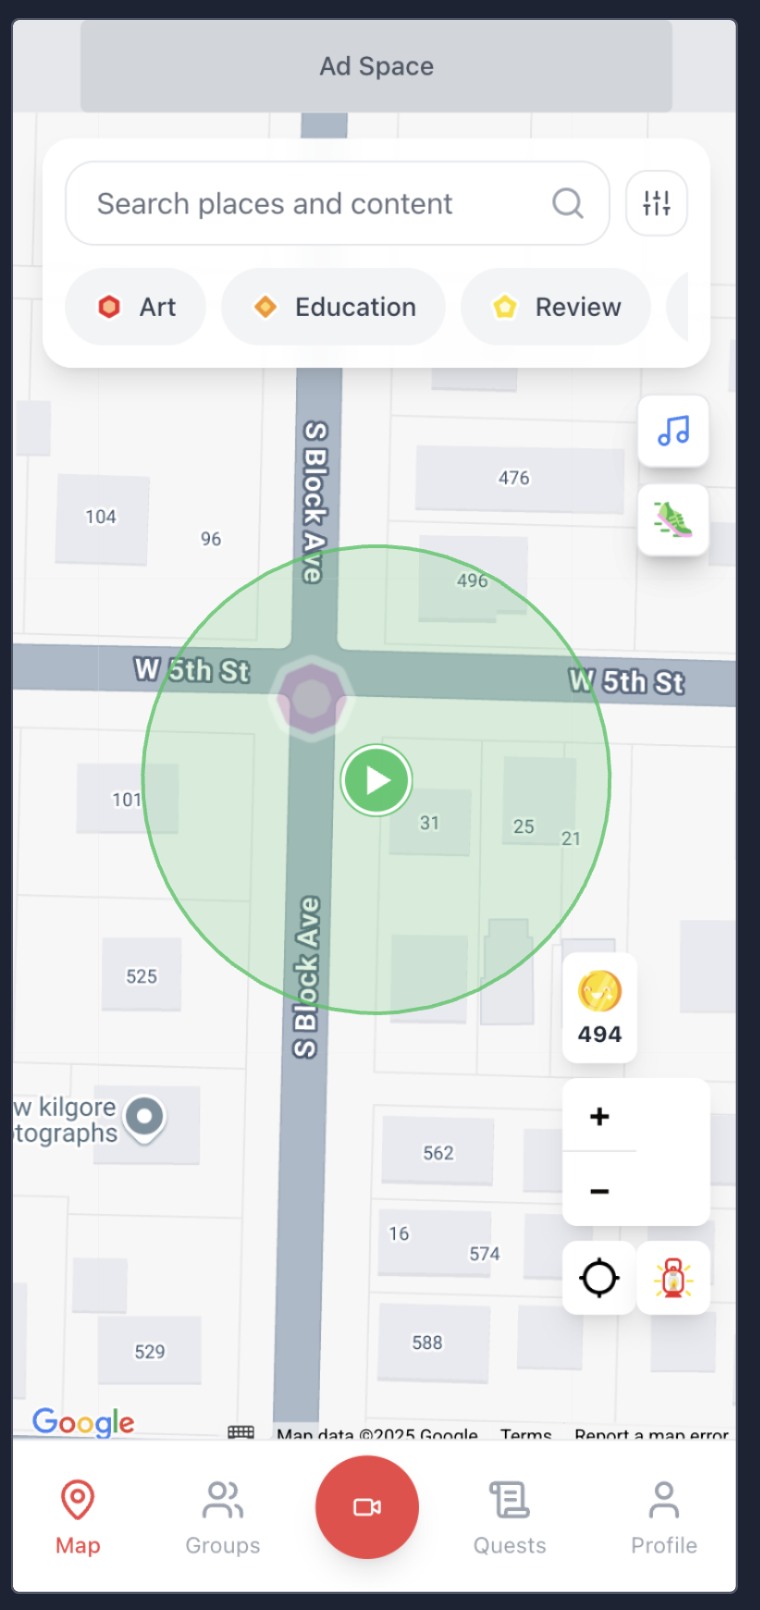 Ad Space
Search places and content
Art
Education
Review
S Block Ave
476
104
96
496
W 5th St
W 5th St
101
31
25
21
S Block Ave
525
494
w kilgore
tographs
562
16
574
529
588
Google
Map data ©2025 Google
Terms
Report a map error
Map
Groups
Quests
Profile